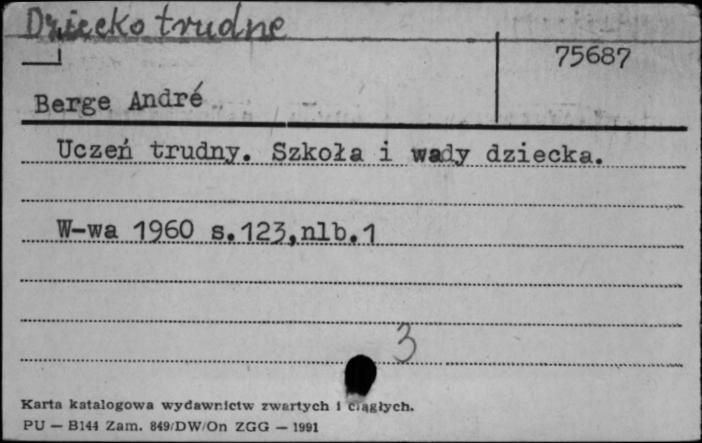 Dziecko trudne
75687
Berge André
Uczeń trudny. Szkoła i wady dziecka.
W-wa 1960 s.123,nlb.1
3
Karta katalogowa wydawnictw zwartych i ciągłych.
PU — B144 Zam. 849/DW/On ZGG — 1991